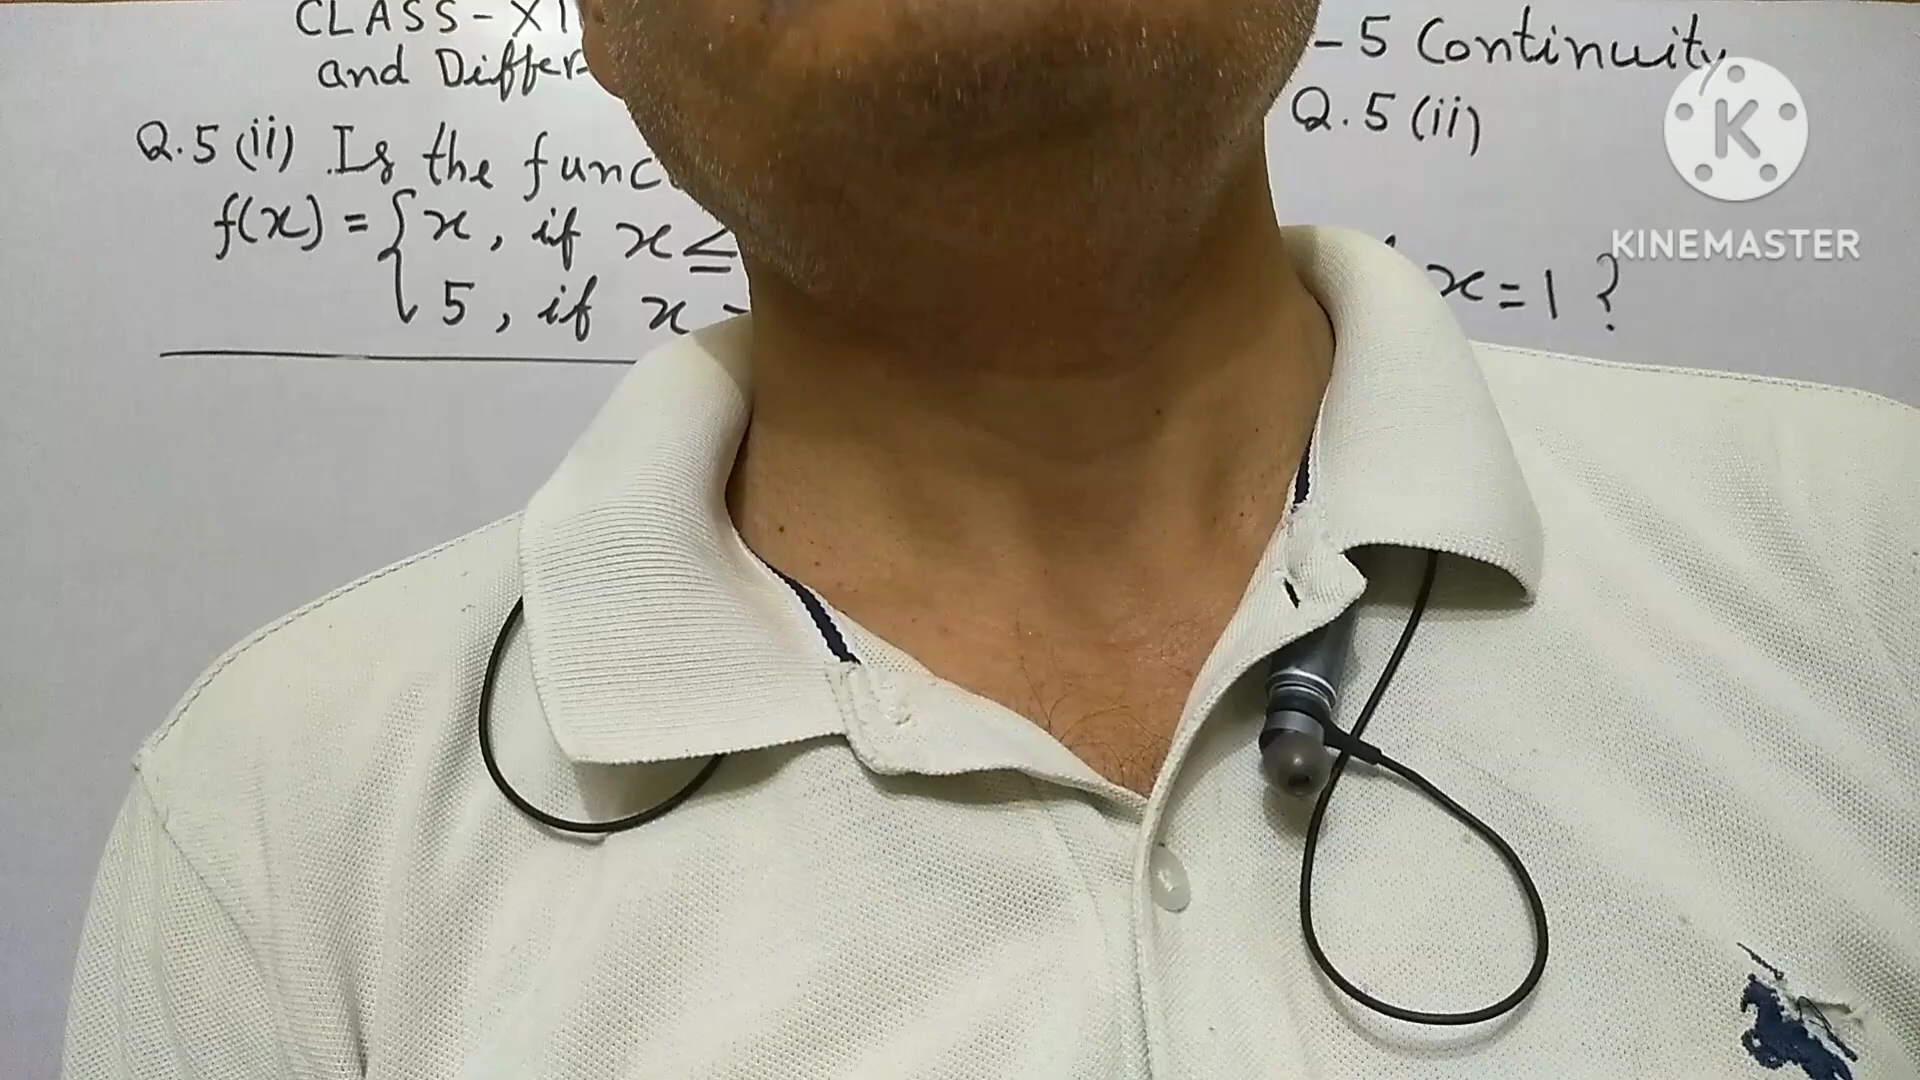 CLASS-XI -5 Continuity
and Differ Q.5(ii)
Q.5(ii) Is the func
f(x) = { x, if x ≤
5, if x x=1?
K
KINEMASTER